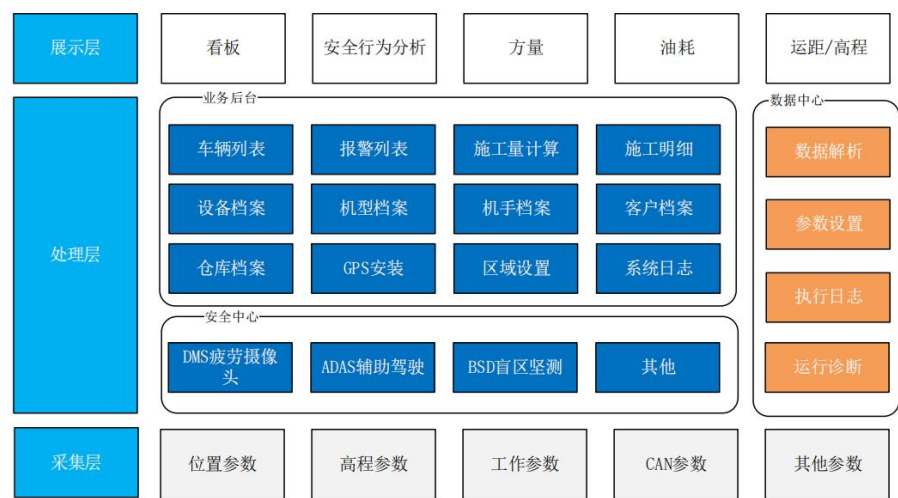 展示层
看板
安全行为分析
方量
油耗
运距/高程
处理层
业务后台
车辆列表
报警列表
施工量计算
施工明细
设备档案
机型档案
机手档案
客户档案
仓库档案
GPS安装
区域设置
系统日志
安全中心
DMS疲劳摄像
头
ADAS辅助驾驶
BSD盲区坚测
其他
数据中心
数据解析
参数设置
执行日志
运行诊断
采集层
位置参数
高程参数
工作参数
CAN参数
其他参数